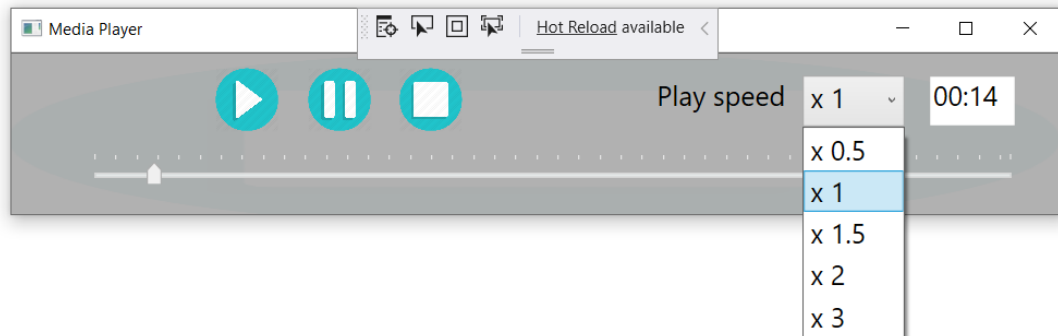 Media Player
Hot Reload available
Play speed
x 1
00:14
x 0.5
x 1
x 1.5
x 2
x 3